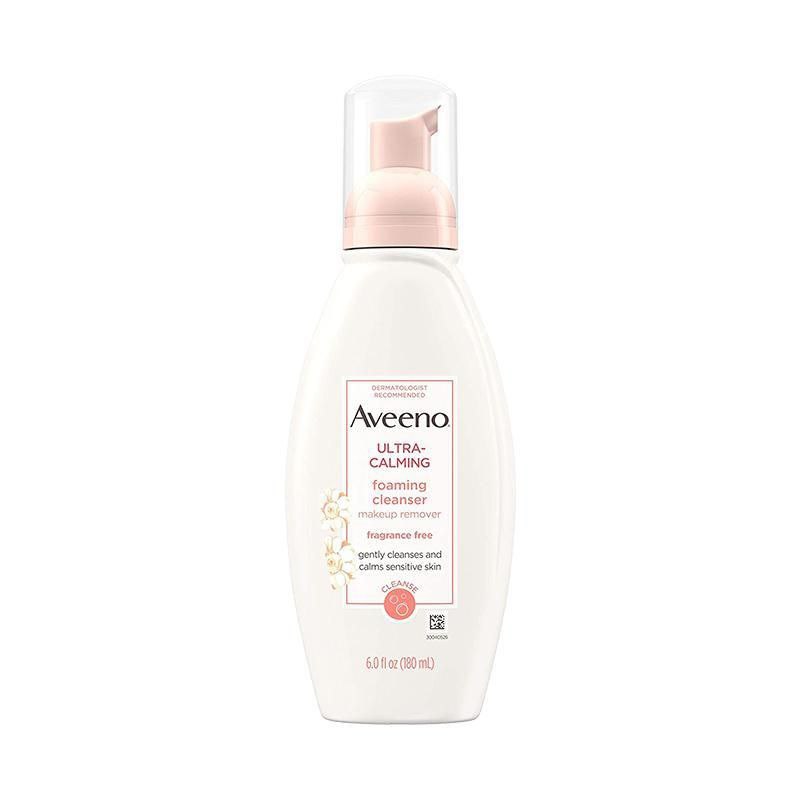 DERMATOLOGIST
RECOMMENDED
Aveeno
ULTRA-
CALMING
foaming
cleanser
makeup remover
fragrance free
gently cleanses and
calms sensitive skin
CLEANSE
30040526
6.0 fl oz (180 mL)